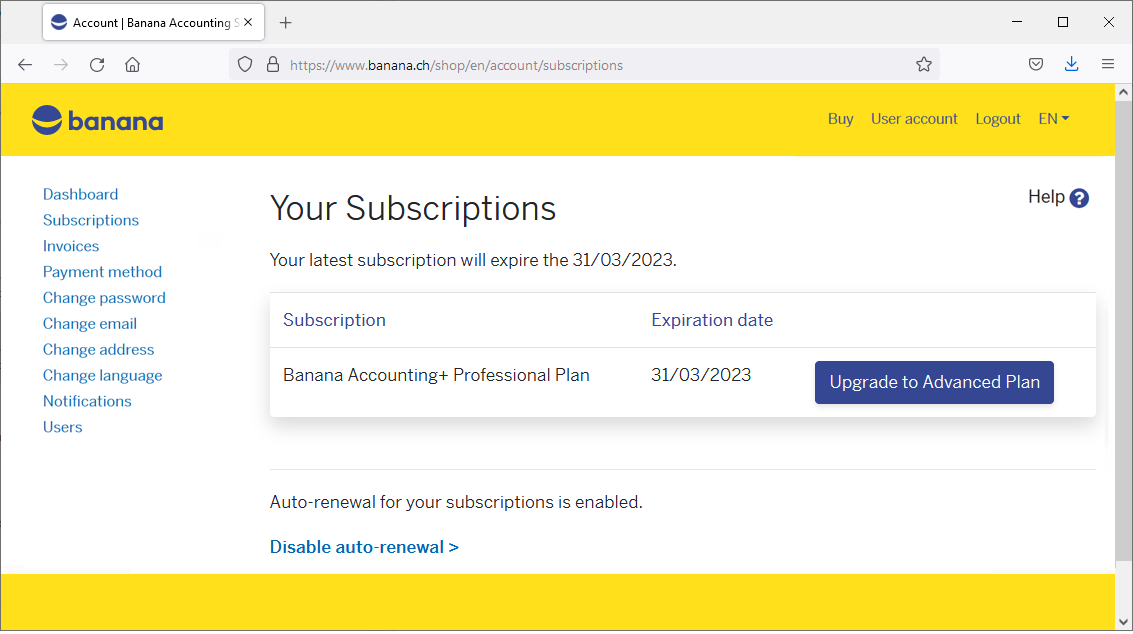 Account | Banana Accounting S
https://www.banana.ch/shop/en/account/subscriptions
banana
Buy User account Logout EN
Dashboard
Subscriptions
Invoices
Payment method
Change password
Change email
Change address
Change language
Notifications
Users
Your Subscriptions
Help ?
Your latest subscription will expire the 31/03/2023.
Subscription Expiration date
Banana Accounting+ Professional Plan 31/03/2023 Upgrade to Advanced Plan
Auto-renewal for your subscriptions is enabled.
Disable auto-renewal >